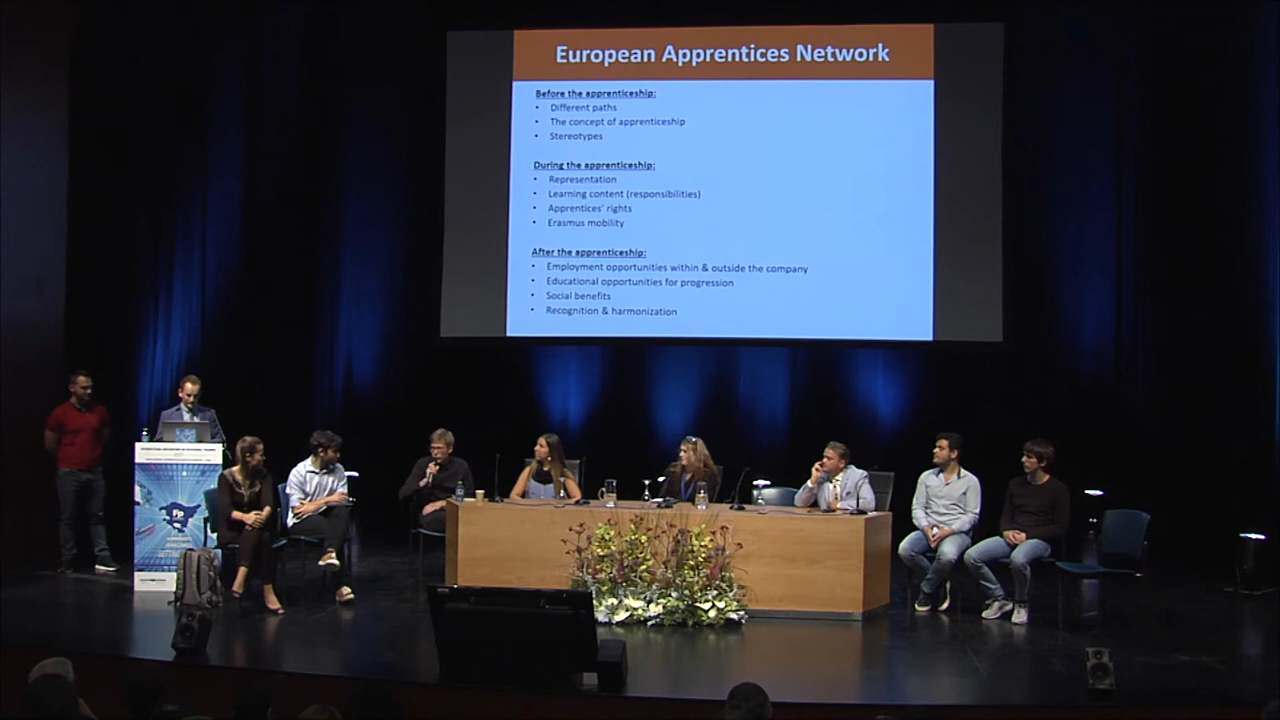 European Apprentices Network
Before the apprenticeship:
• Different paths
• The concept of apprenticeship
• Stereotypes
During the apprenticeship:
• Representation
• Learning content (responsibilities)
• Apprentices' rights
• Erasmus mobility
After the apprenticeship:
• Employment opportunities within & outside the company
• Educational opportunities for progression
• Social benefits
• Recognition & harmonization
Fp